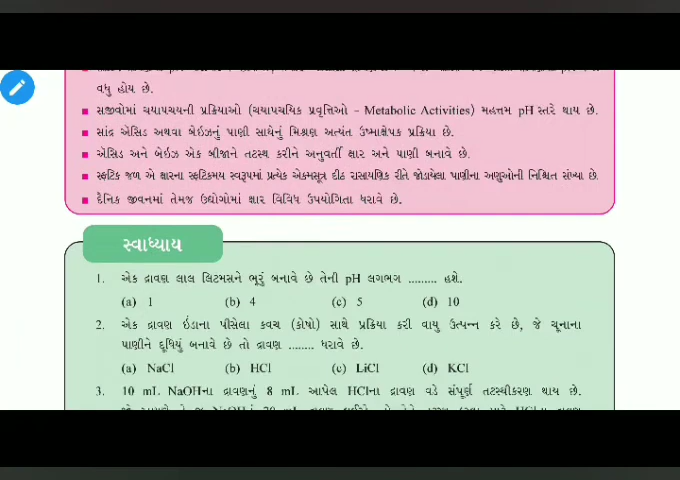 વધુ હોય છે.
■ સજીવોમાં ચયાપચયની પ્રક્રિયાઓ (ચયાપચયિક પ્રવૃત્તિઓ - Metabolic Activities) મહત્તમ pH સ્તરે થાય છે.
■ સાંદ્ર ઍસિડ અથવા બેઇઝનું પાણી સાથેનું મિશ્રણ અત્યંત ઉષ્માક્ષેપક પ્રક્રિયા છે.
■ ઍસિડ અને બેઇઝ એક બીજાને તટસ્થ કરીને અનુવર્તી ક્ષાર અને પાણી બનાવે છે.
■ સ્ફટિક જળ એ ક્ષારના સ્ફટિકમય સ્વરૂપમાં પ્રત્યેક એકમસૂત્ર દીઠ રાસાયણિક રીતે જોડાયેલા પાણીના અણુઓની નિશ્ચિત સંખ્યા છે
■ દૈનિક જીવનમાં તેમજ ઉદ્યોગોમાં ક્ષાર વિવિધ ઉપયોગિતા ધરાવે છે.
સ્વાધ્યાય
1. એક દ્રાવણ લાલ લિટમસને ભૂરું બનાવે છે તેની pH લગભગ ......... હશે.
(a) 1 (b) 4 (c) 5 (d) 10
2. એક દ્રાવણ ઇંડાના પીસેલા કવચ (કોષો) સાથે પ્રક્રિયા કરી વાયુ ઉત્પન્ન કરે છે, જે ચૂનાના
પાણીને દૂધિયું બનાવે છે તો દ્રાવણ ........ ધરાવે છે.
(a) NaCl (b) HCl (c) LiCl (d) KCl
3. 10 mL NaOHના દ્રાવણનું 8 mL આપેલ HClના દ્રાવણ વડે સંપૂર્ણ તટસ્થીકરણ થાય છે.